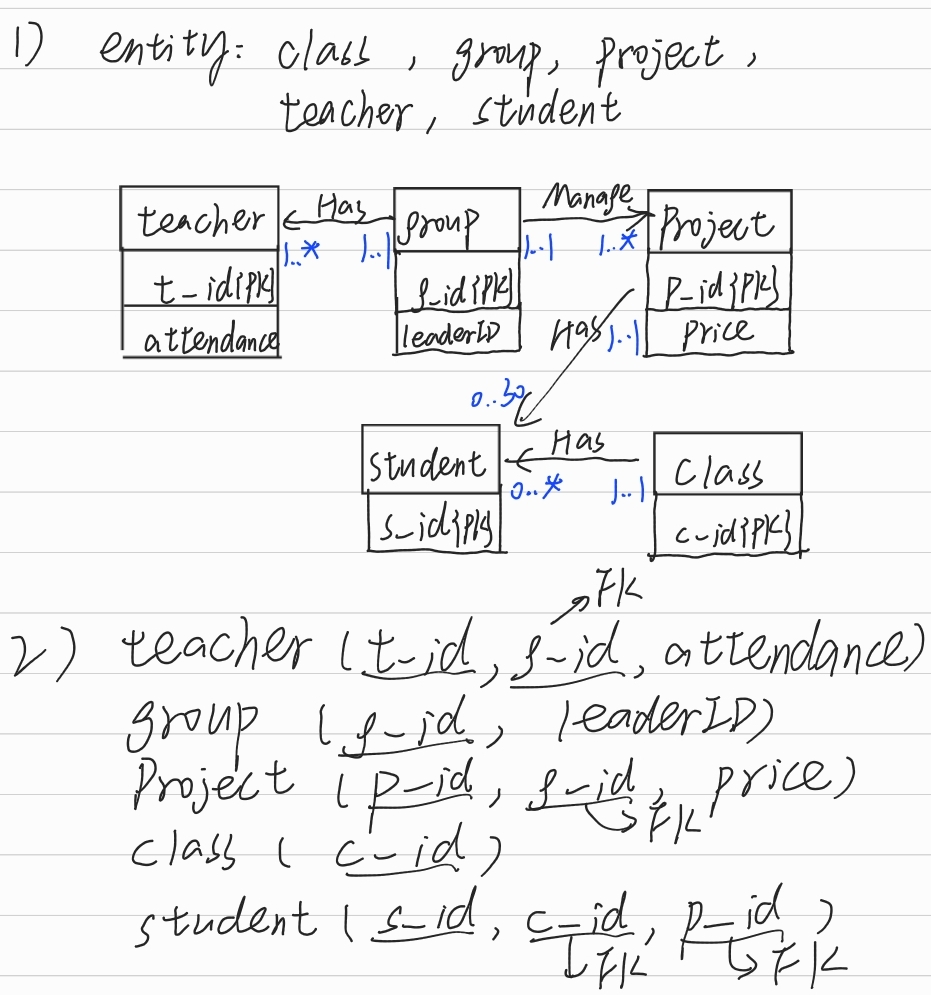 1) entity: class, group, project,
teacher, student
teacher Has group Manage Project
1..* 1..1 1..1 1..*
t_id{PK} g_id{PK} P_id{PK}
attendance leaderID Has 1..1 price
0..30
student Has Class
0..* 1..1
s_id{PK} c_id{PK}
FK
2) teacher (t_id, g_id, attendance)
group (g_id, leaderID)
Project (p_id, g_id, price)
FK
class (c_id)
student (s_id, c_id, p_id)
FK FK